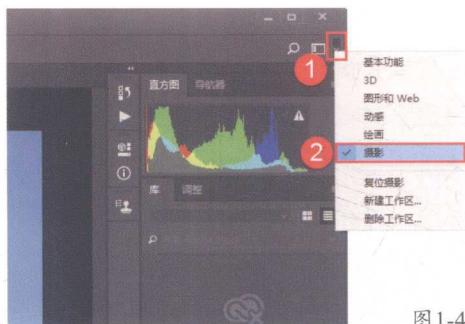 1
基本功能
3D
图形和 Web
动感
绘画
2
摄影
复位摄影
新建工作区...
删除工作区...
直方图 导航器
库 调整
图1-4